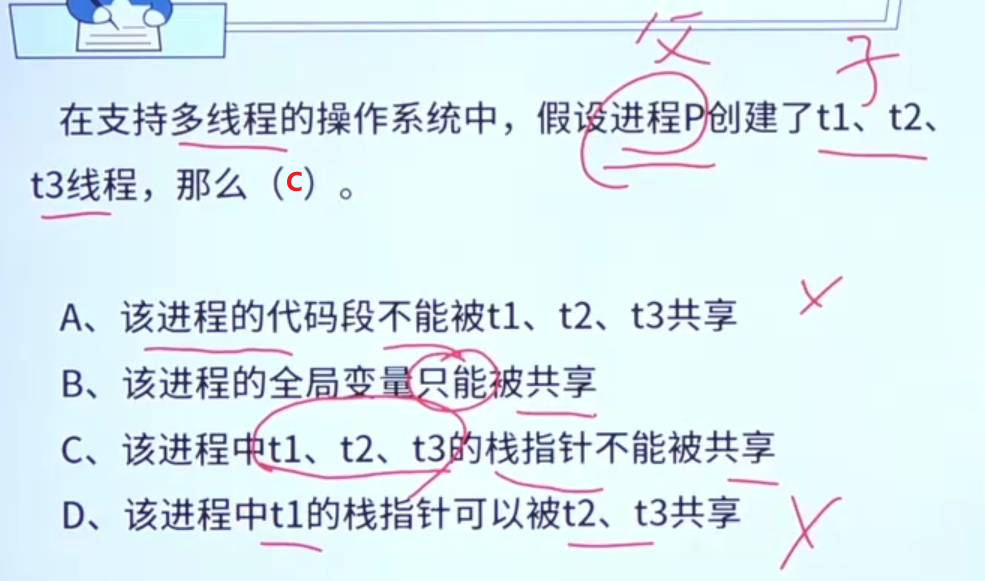 父 子
在支持多线程的操作系统中，假设进程P创建了t1、t2、
t3线程，那么（C）。
A、该进程的代码段不能被t1、t2、t3共享
B、该进程的全局变量只能被共享
C、该进程中t1、t2、t3的栈指针不能被共享
D、该进程中t1的栈指针可以被t2、t3共享